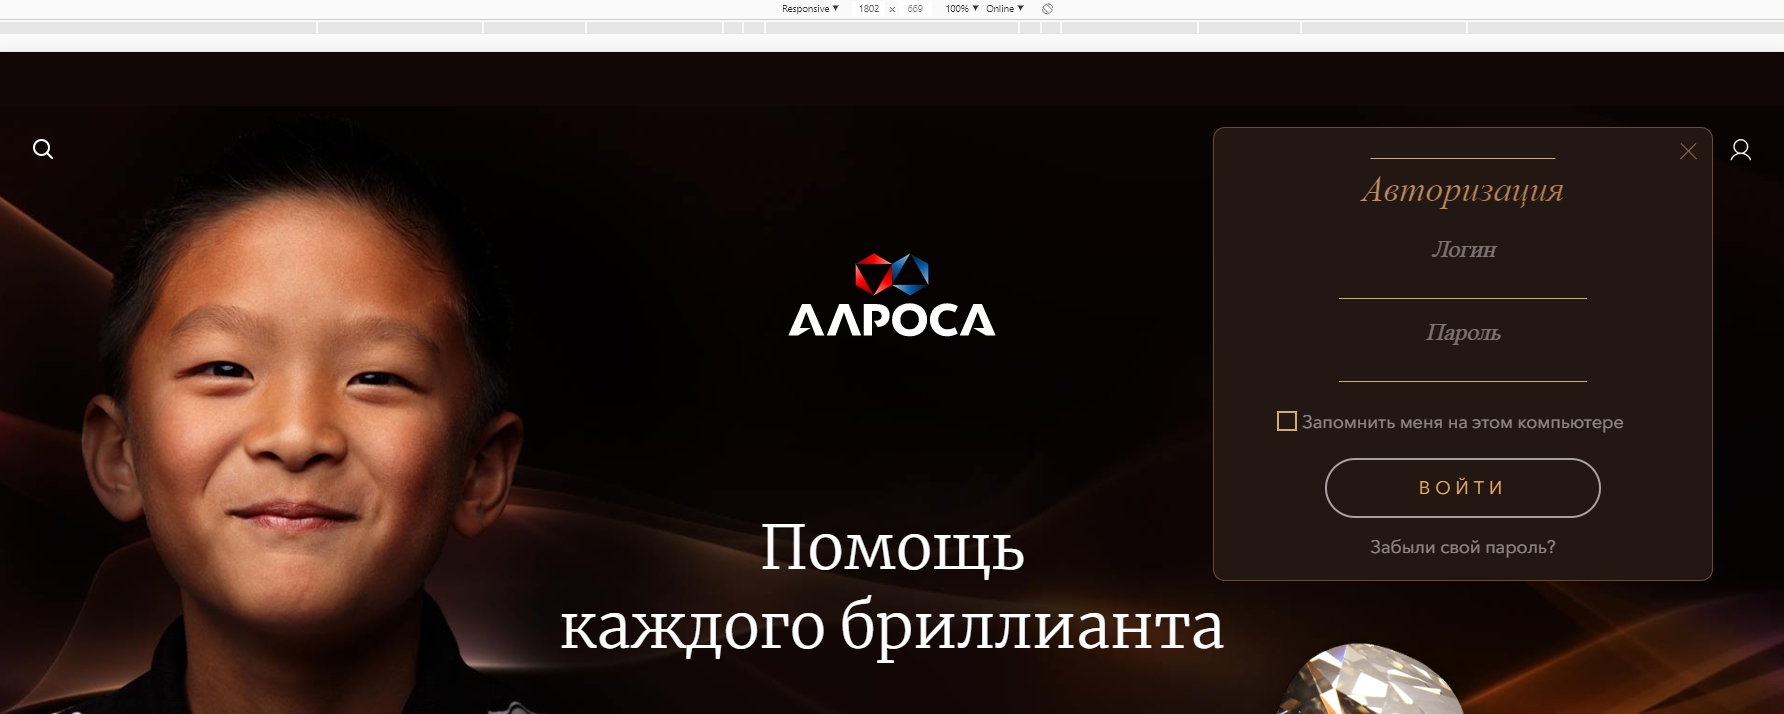 Responsive ▼ 1802 × 669 100% ▼ Online ▼
Авторизация
Логин
Пароль
Запомнить меня на этом компьютере
ВОЙТИ
Забыли свой пароль?
АЛРОСА
Помощь
каждого бриллианта